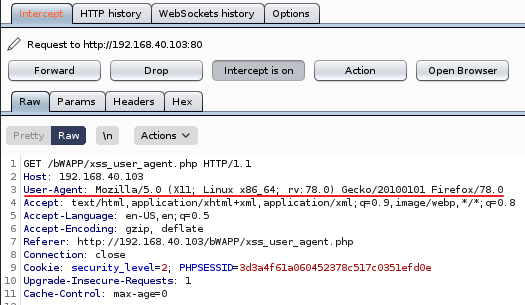 Intercept HTTP history WebSockets history Options
Request to http://192.168.40.103:80
Forward Drop Intercept is on Action Open Browser
Raw Params Headers Hex
Pretty Raw \n Actions
1 GET /bWAPP/xss_user_agent.php HTTP/1.1
2 Host: 192.168.40.103
3 User-Agent: Mozilla/5.0 (X11; Linux x86_64; rv:78.0) Gecko/20100101 Firefox/78.0
4 Accept: text/html,application/xhtml+xml,application/xml;q=0.9,image/webp,*/*;q=0.8
5 Accept-Language: en-US,en;q=0.5
6 Accept-Encoding: gzip, deflate
7 Referer: http://192.168.40.103/bWAPP/xss_user_agent.php
8 Connection: close
9 Cookie: security_level=2; PHPSESSID=3d3a4f61a060452378c517c0351efd0e
10 Upgrade-Insecure-Requests: 1
11 Cache-Control: max-age=0